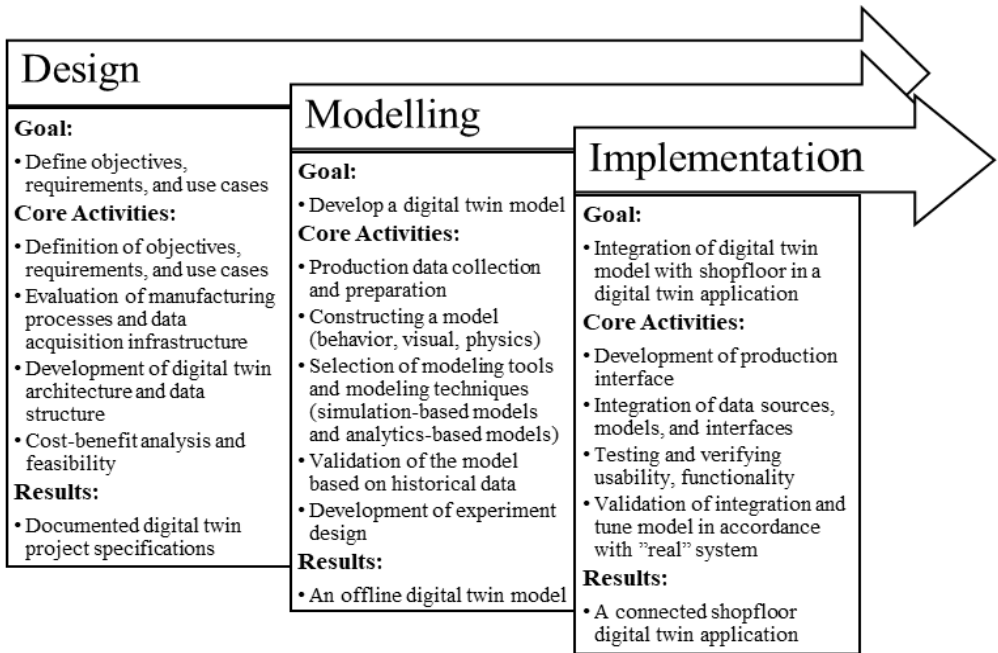 Design
Goal:
• Define objectives,
requirements, and use cases
Core Activities:
• Definition of objectives,
requirements, and use cases
• Evaluation of manufacturing
processes and data
acquisition infrastructure
• Development of digital twin
architecture and data
structure
• Cost-benefit analysis and
feasibility
Results:
• Documented digital twin
project specifications
Modelling
Goal:
• Develop a digital twin model
Core Activities:
• Production data collection
and preparation
• Constructing a model
(behavior, visual, physics)
• Selection of modeling tools
and modeling techniques
(simulation-based models
and analytics-based models)
• Validation of the model
based on historical data
• Development of experiment
design
Results:
• An offline digital twin model
Implementation
Goal:
• Integration of digital twin
model with shopfloor in a
digital twin application
Core Activities:
• Development of production
interface
• Integration of data sources,
models, and interfaces
• Testing and verifying
usability, functionality
• Validation of integration and
tune model in accordance
with ”real” system
Results:
• A connected shopfloor
digital twin application